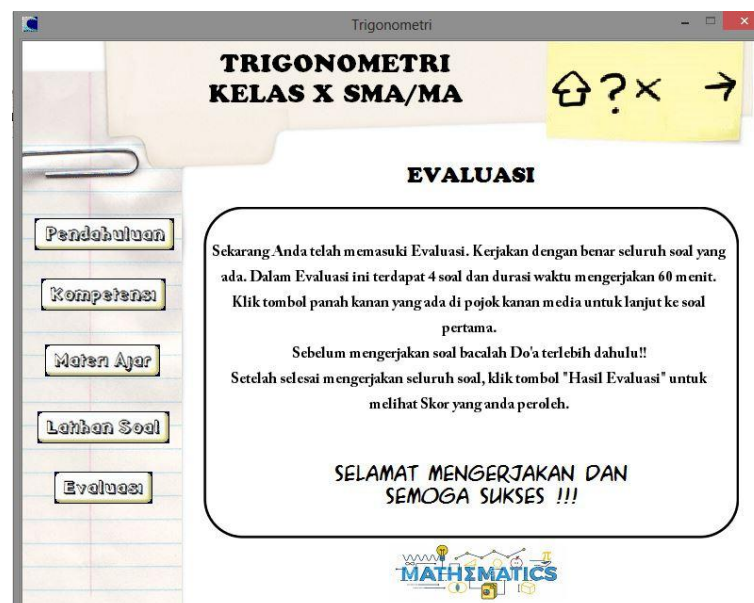 Trigonometri
TRIGONOMETRI
KELAS X SMA/MA
?
EVALUASI
Pendahuluan
Kompetensi
Materi Ajar
Latihan Soal
Evaluasi
Sekarang Anda telah memasuki Evaluasi. Kerjakan dengan benar seluruh soal yang
ada. Dalam Evaluasi ini terdapat 4 soal dan durasi waktu mengerjakan 60 menit.
Klik tombol panah kanan yang ada di pojok kanan media untuk lanjut ke soal
pertama.
Sebelum mengerjakan soal bacalah Do'a terlebih dahulu!!
Setelah selesai mengerjakan seluruh soal, klik tombol "Hasil Evaluasi" untuk
melihat Skor yang anda peroleh.
SELAMAT MENGERJAKAN DAN
SEMOGA SUKSES !!!
MATHΣMATICS